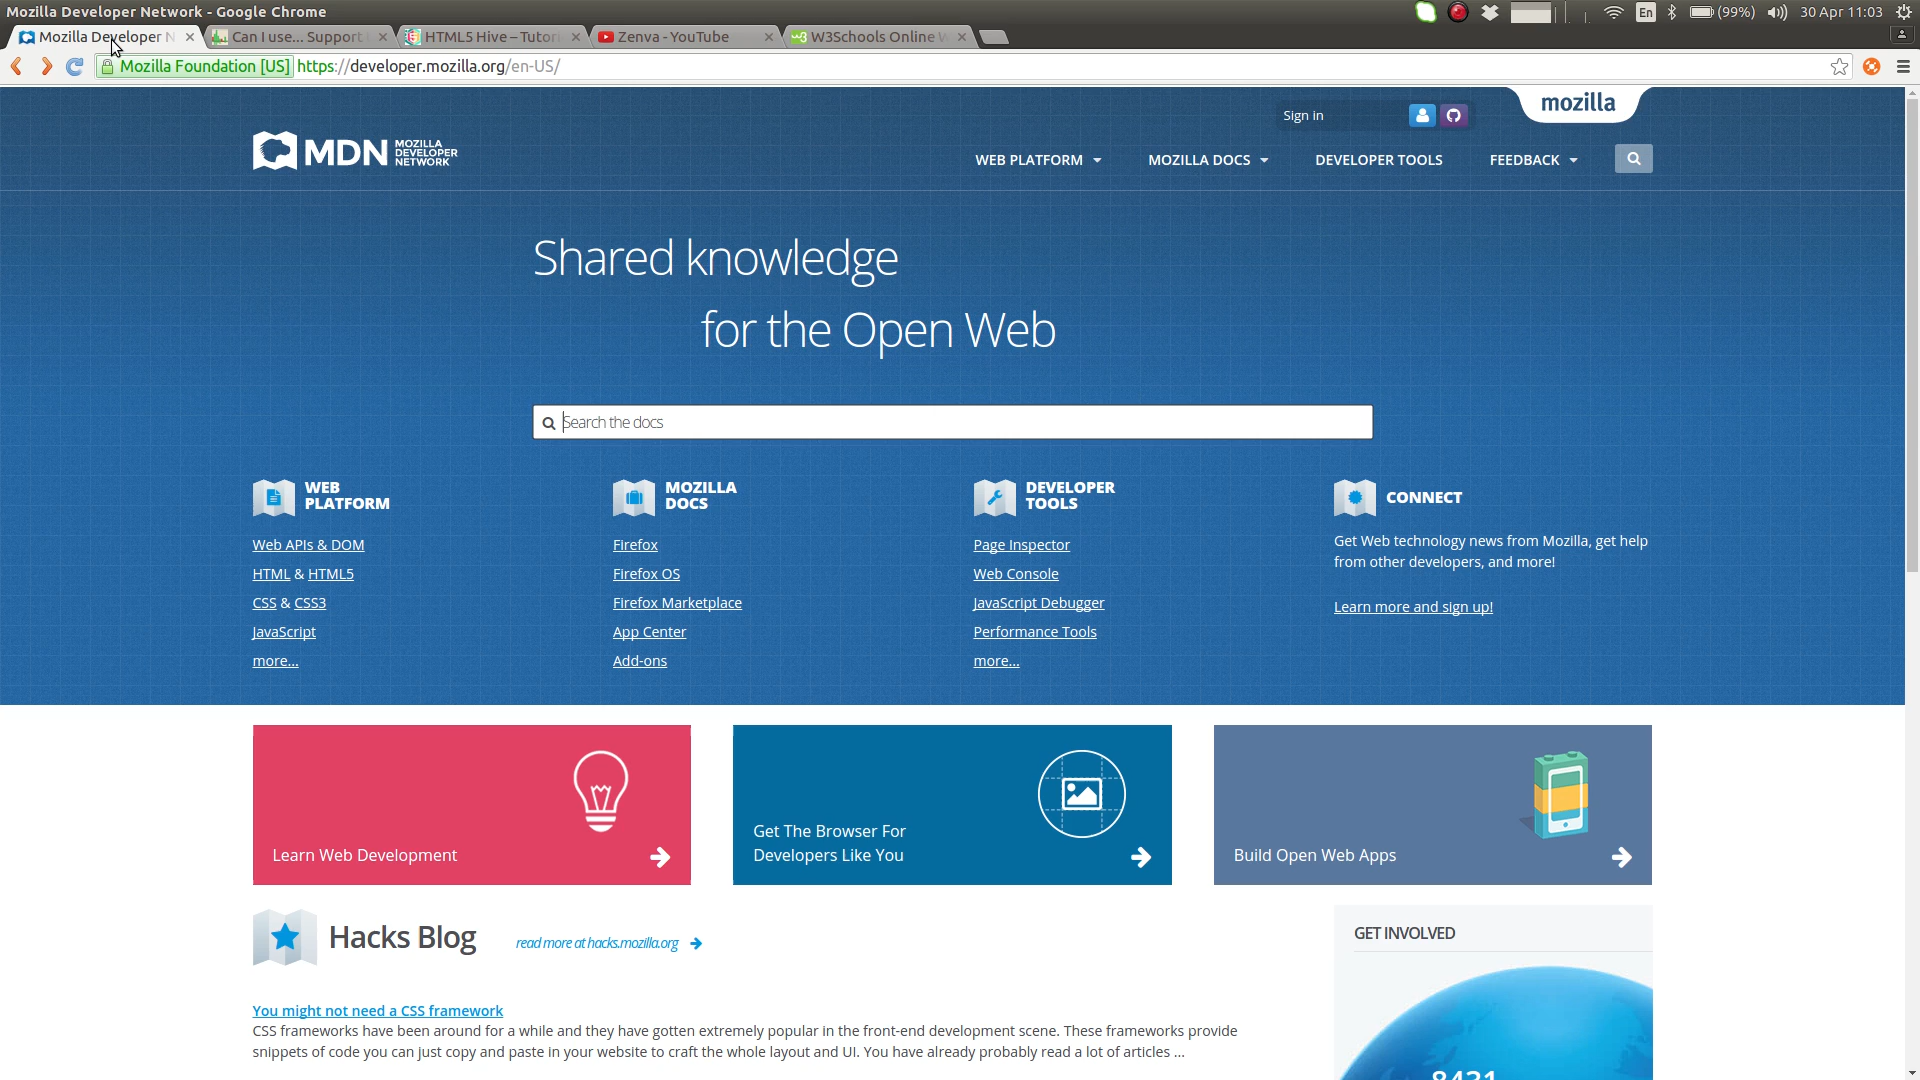 Mozilla Developer Network - Google Chrome
En
(99%)
30 Apr 11:03
Mozilla Developer N
Can I use... Support
HTML5 Hive – Tutor
Zenva - YouTube
W3Schools Online W
Mozilla Foundation [US]
https://developer.mozilla.org/en-US/
Sign in
mozilla
MDN MOZILLA DEVELOPER NETWORK
WEB PLATFORM
MOZILLA DOCS
DEVELOPER TOOLS
FEEDBACK
Shared knowledge
for the Open Web
Search the docs
WEB
PLATFORM
Web APIs & DOM
HTML & HTML5
CSS & CSS3
JavaScript
more...
MOZILLA
DOCS
Firefox
Firefox OS
Firefox Marketplace
App Center
Add-ons
DEVELOPER
TOOLS
Page Inspector
Web Console
JavaScript Debugger
Performance Tools
more...
CONNECT
Get Web technology news from Mozilla, get help
from other developers, and more!
Learn more and sign up!
Learn Web Development
Get The Browser For
Developers Like You
Build Open Web Apps
Hacks Blog
read more at hacks.mozilla.org
You might not need a CSS framework
CSS frameworks have been around for a while and they have gotten extremely popular in the front-end development scene. These frameworks provide
snippets of code you can just copy and paste in your website to craft the whole layout and UI. You have already probably read a lot of articles ...
GET INVOLVED
8431